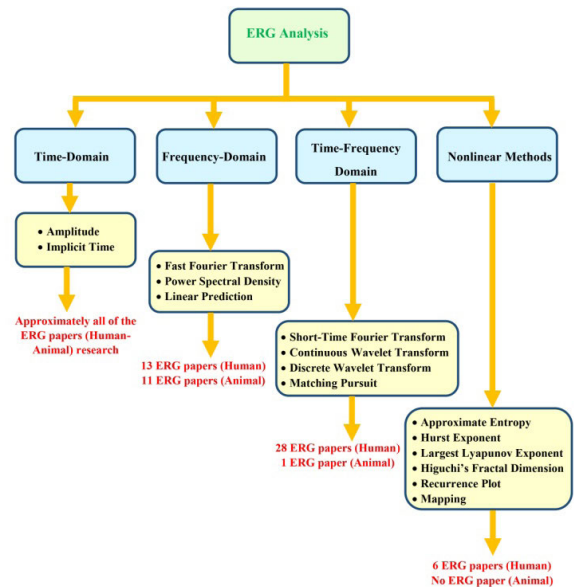 ERG Analysis
Time-Domain
Frequency-Domain
Time-Frequency
Domain
Nonlinear Methods
• Amplitude
• Implicit Time
Approximately all of the
ERG papers (Human-
Animal) research
• Fast Fourier Transform
• Power Spectral Density
• Linear Prediction
13 ERG papers (Human)
11 ERG papers (Animal)
• Short-Time Fourier Transform
• Continuous Wavelet Transform
• Discrete Wavelet Transform
• Matching Pursuit
28 ERG papers (Human)
1 ERG paper (Animal)
• Approximate Entropy
• Hurst Exponent
• Largest Lyapunov Exponent
• Higuchi's Fractal Dimension
• Recurrence Plot
• Mapping
6 ERG papers (Human)
No ERG paper (Animal)